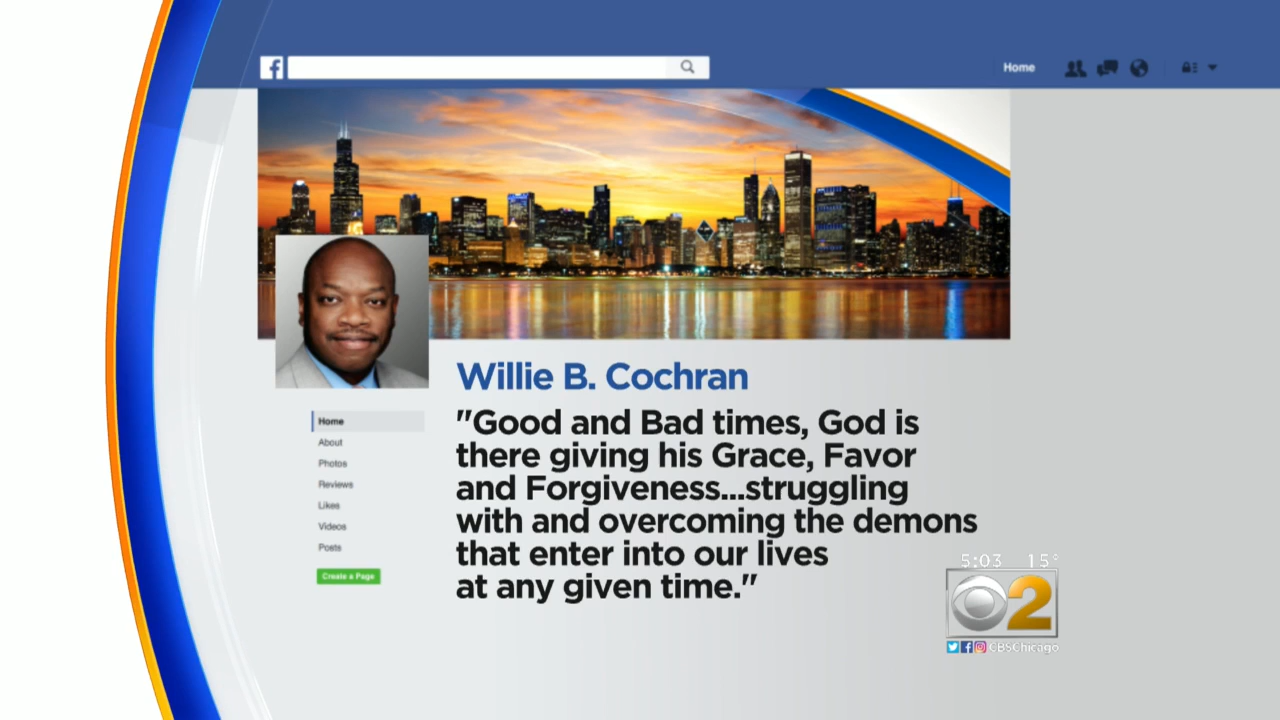 f
Home
Willie B. Cochran
"Good and Bad times, God is
there giving his Grace, Favor
and Forgiveness...struggling
with and overcoming the demons
that enter into our lives
at any given time."
Home
About
Photos
Reviews
Likes
Videos
Posts
Create a Page
5:03 15°
2
CBSChicago